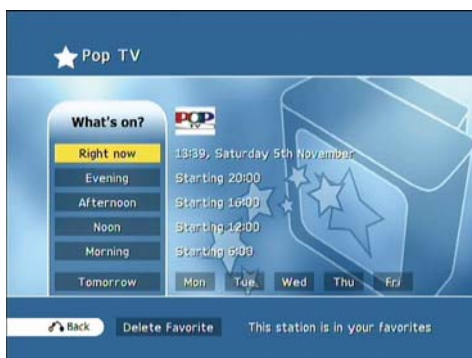 Pop TV
What's on?
POP
TV
Right now
13:39, Saturday 5th November
Evening
Starting 20:00
Afternoon
Starting 16:00
Noon
Starting 12:00
Morning
Starting 6:00
Tomorrow
Mon Tue Wed Thu Fri
Back
Delete Favorite
This station is in your favorites